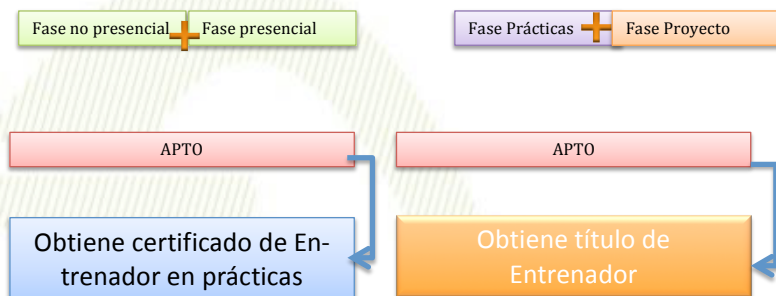 Fase no presencial
Fase presencial
Fase Prácticas
Fase Proyecto
APTO
APTO
Obtiene certificado de En-
trenador en prácticas
Obtiene título de
Entrenador